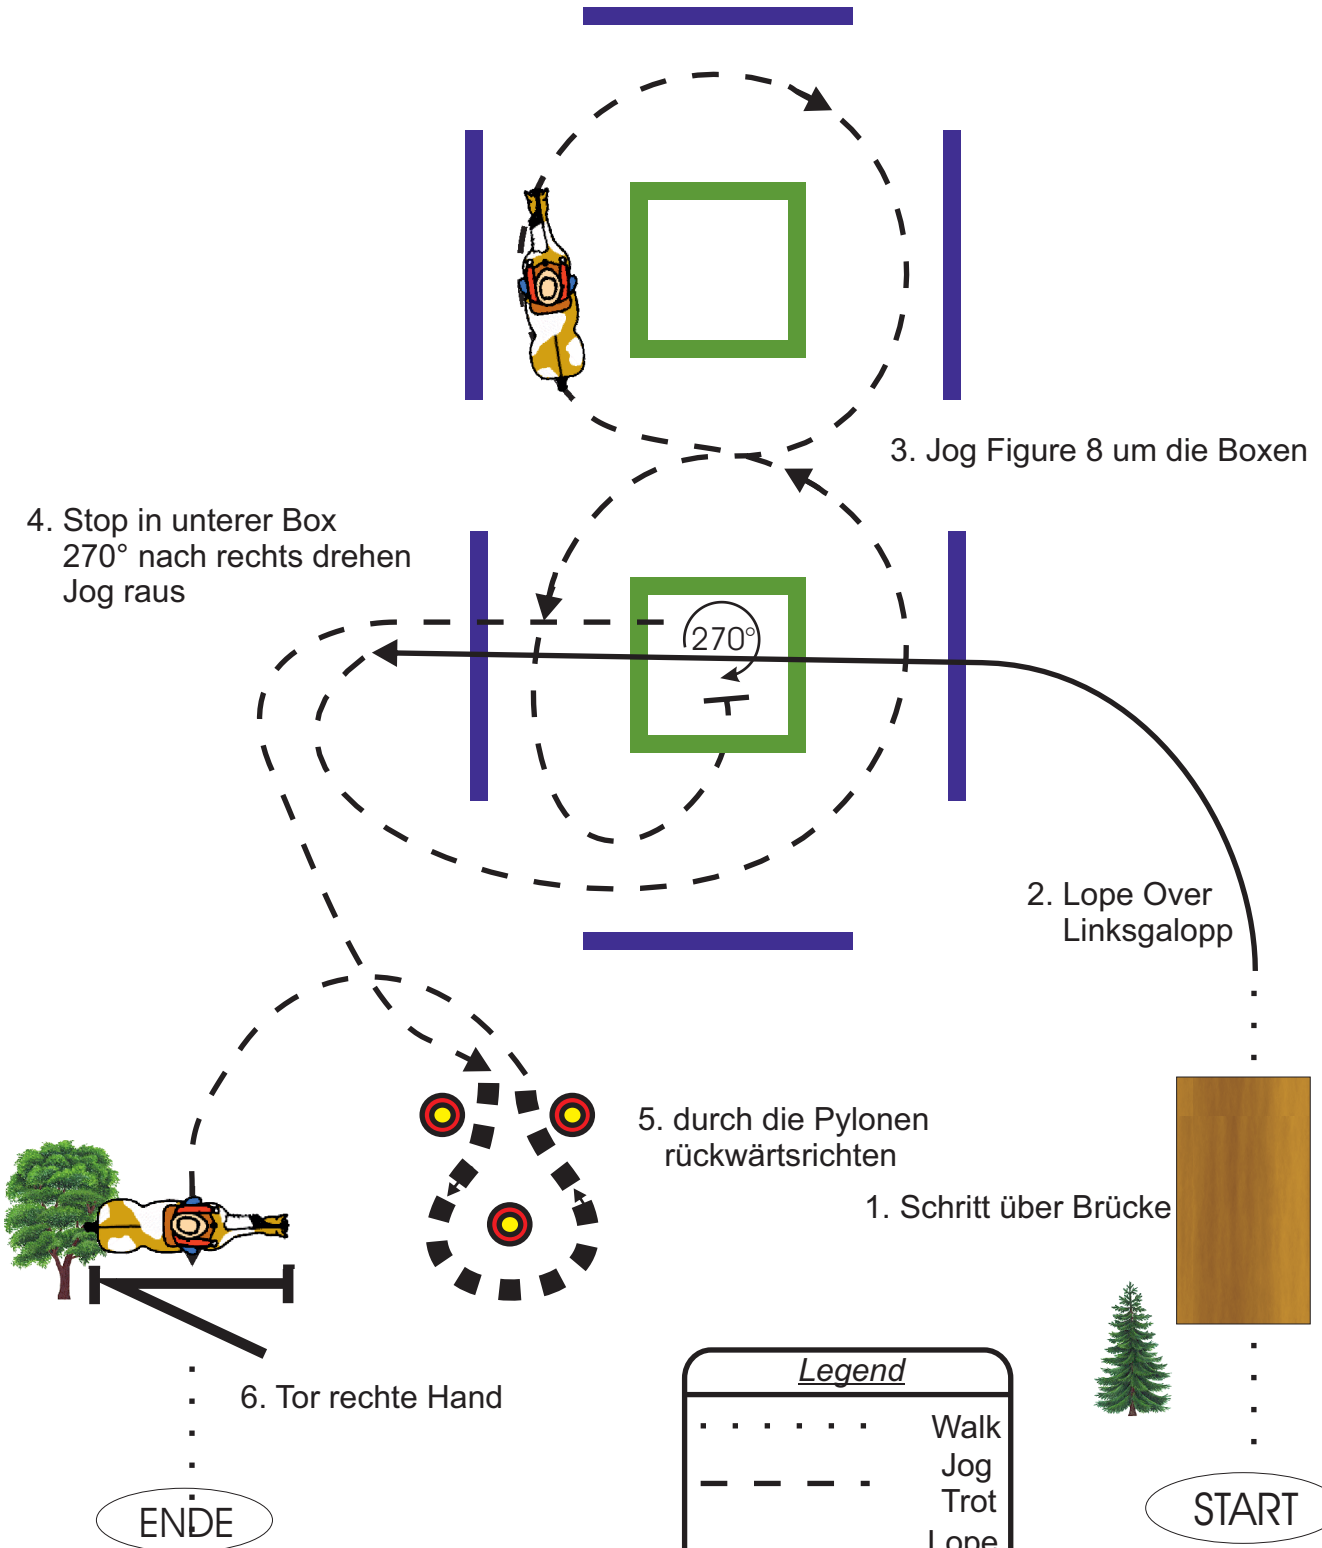 3. Jog Figure 8 um die Boxen
4. Stop in unterer Box
270° nach rechts drehen
Jog raus
270°
2. Lope Over
Linksgalopp
5. durch die Pylonen
rückwärtsrichten
1. Schritt über Brücke
6. Tor rechte Hand
Legend
Walk
Jog
Trot
Lope
START
ENDE